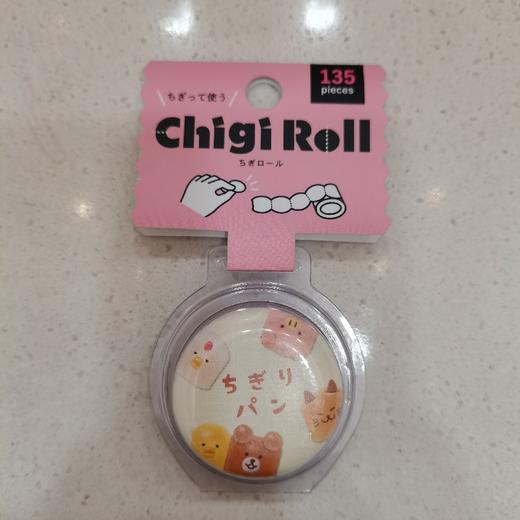 135
pieces
ちぎって使う
Chigi Roll
ちぎロール
ちぎり
パン